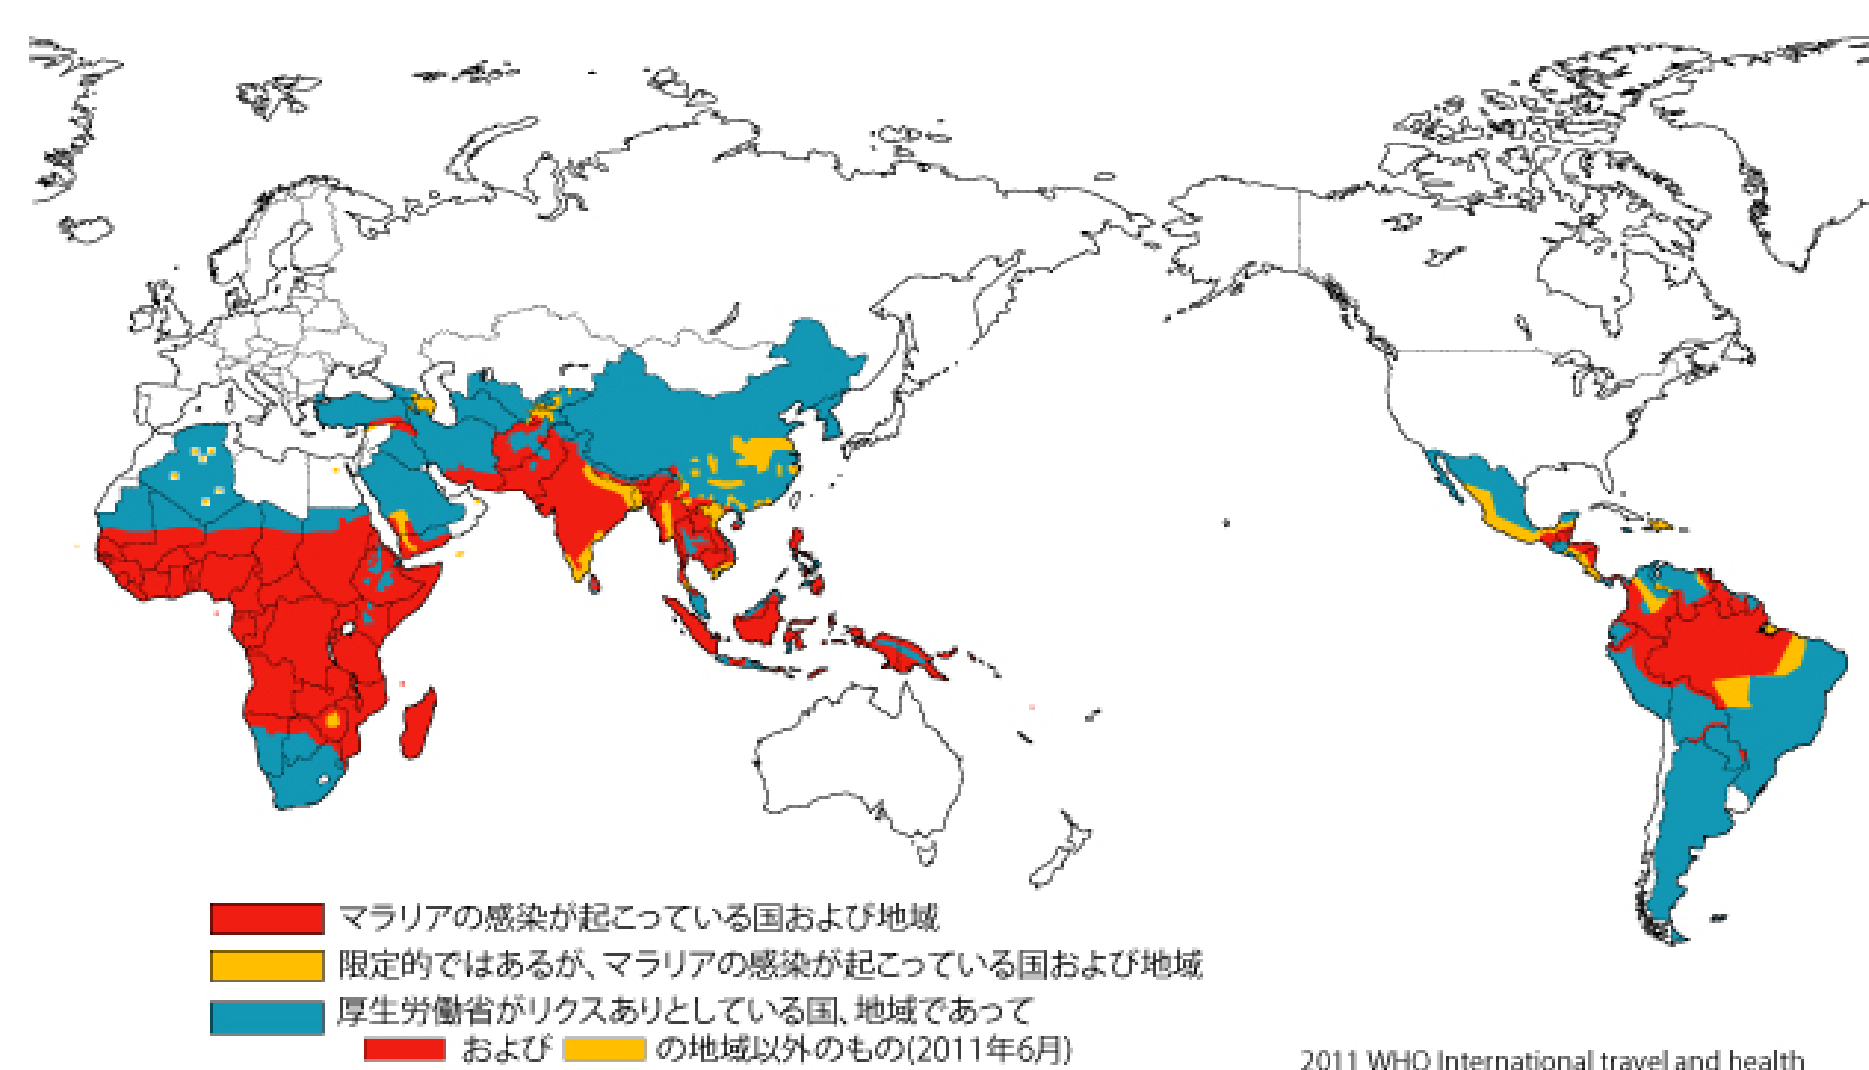 マラリアの感染が起こっている国および地域
限定的ではあるが、マラリアの感染が起こっている国および地域
厚生労働省がリクスありとしている国、地域であって
および の地域以外のもの(2011年6月)
2011 WHO International travel and health